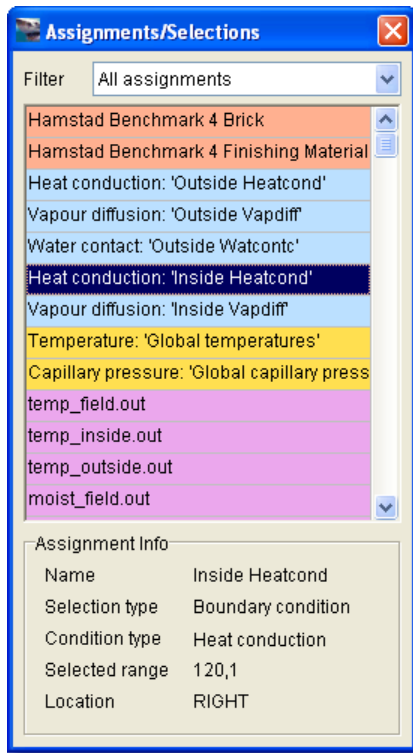 Assignments/Selections
Filter All assignments
Hamstad Benchmark 4 Brick
Hamstad Benchmark 4 Finishing Material
Heat conduction: 'Outside Heatcond'
Vapour diffusion: 'Outside Vapdiff'
Water contact: 'Outside Watcontc'
Heat conduction: 'Inside Heatcond'
Vapour diffusion: 'Inside Vapdiff'
Temperature: 'Global temperatures'
Capillary pressure: 'Global capillary press
temp_field.out
temp_inside.out
temp_outside.out
moist_field.out
Assignment Info
Name Inside Heatcond
Selection type Boundary condition
Condition type Heat conduction
Selected range 120,1
Location RIGHT